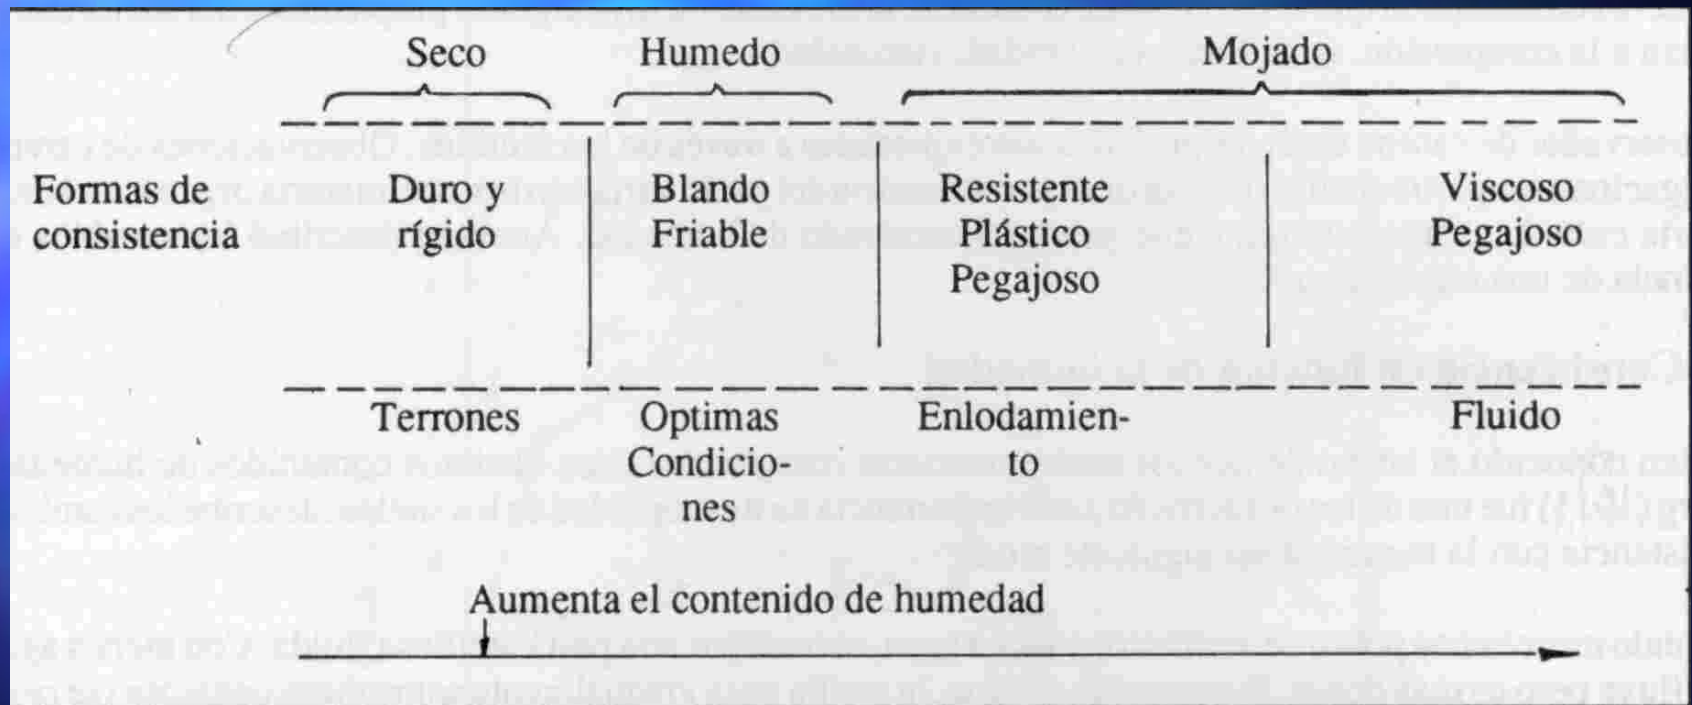 Seco Humedo Mojado
Formas de consistencia
Duro y rígido
Blando Friable
Resistente Plástico Pegajoso
Viscoso Pegajoso
Terrones
Optimas Condicio- nes
Enlodamien- to
Fluido
Aumenta el contenido de humedad